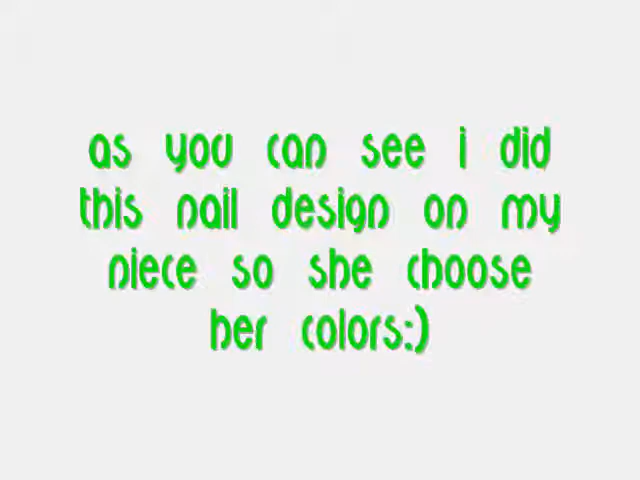 as you can see i did
this nail design on my
niece so she choose
her colors:)